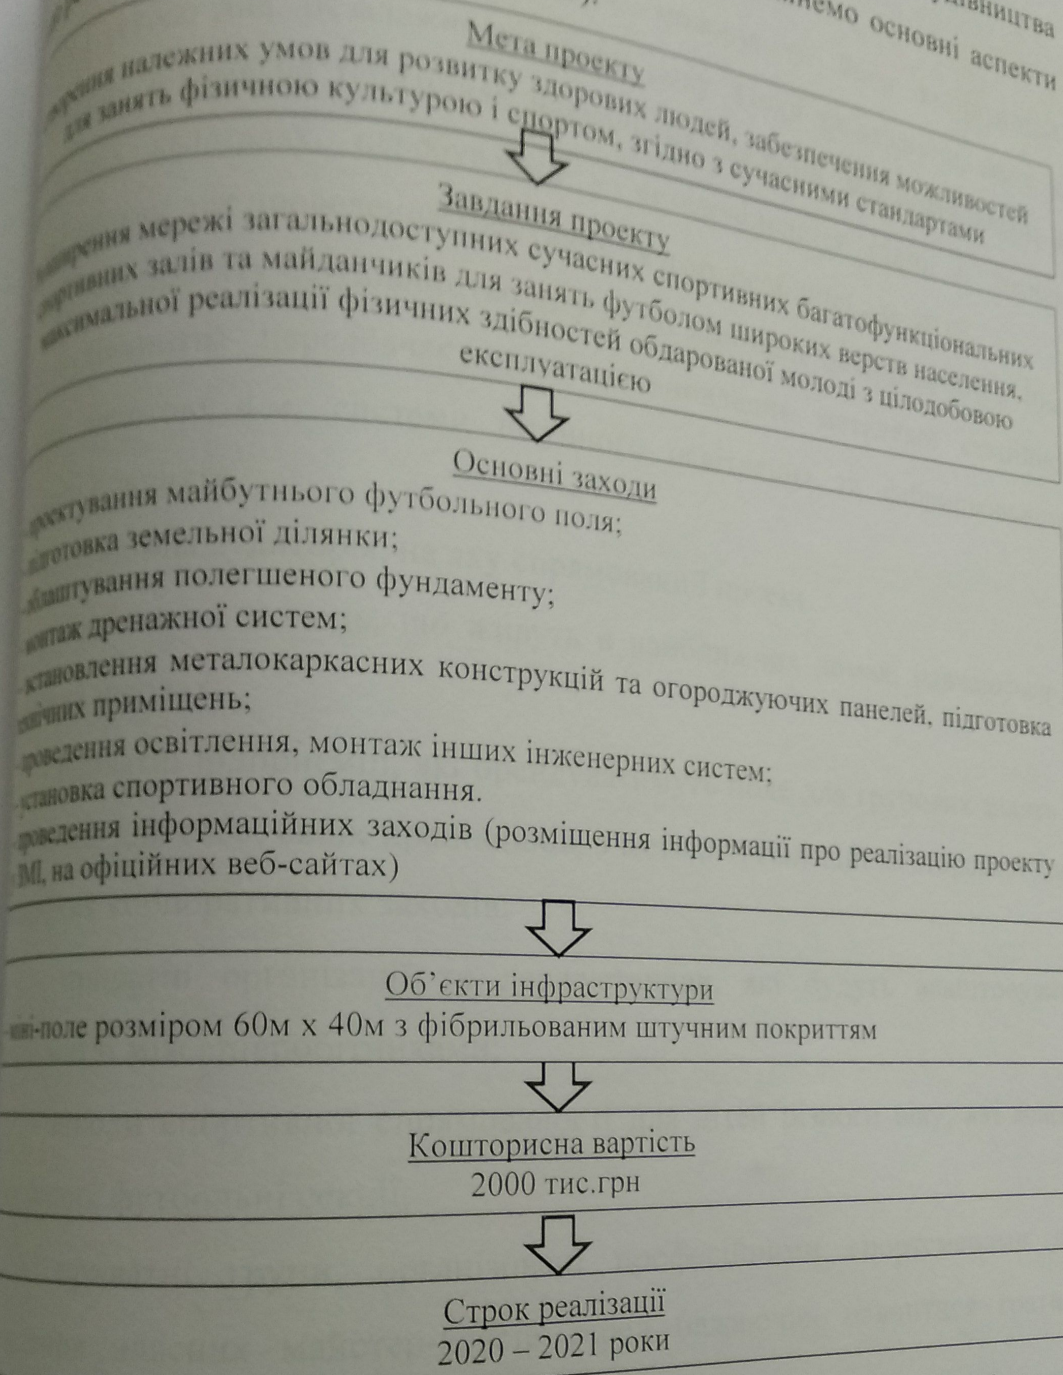 основні аспекти
Мета проекту
належних умов для розвитку здорових людей, забезпечення можливостей
для занять фізичною культурою і спортом, згідно з сучасними стандартами
Завдання проекту
мережі загальнодоступних сучасних спортивних багатофункціональних
спортивних залів та майданчиків для занять футболом широких верств населення,
максимальної реалізації фізичних здібностей обдарованої молоді з цілодобовою
експлуатацією
Основні заходи
проектування майбутнього футбольного поля;
підготовка земельної ділянки;
облаштування полегшеного фундаменту;
монтаж дренажної систем;
встановлення металокаркасних конструкцій та огороджуючих панелей, підготовка
приміщень;
проведення освітлення, монтаж інших інженерних систем;
установка спортивного обладнання.
проведення інформаційних заходів (розміщення інформації про реалізацію проекту
ЗМІ, на офіційних веб-сайтах)
Об’єкти інфраструктури
міні-поле розміром 60м х 40м з фібрильованим штучним покриттям
Кошторисна вартість
2000 тис.грн
Строк реалізації
2020 – 2021 роки